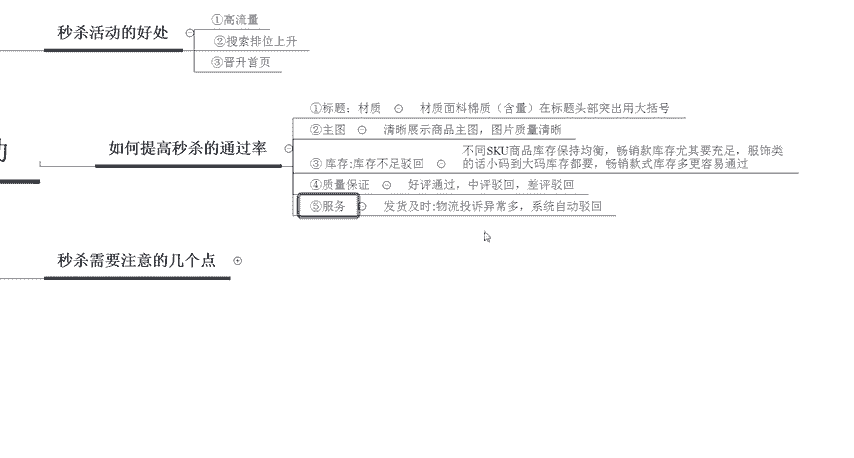 秒杀活动的好处
①高流量
②搜索排位上升
③晋升首页
动
如何提高秒杀的通过率
①标题：材质
材质面料棉质（含量）在标题头部突出用大括号
②主图
清晰展示商品主图，图片质量清晰
③ 库存:库存不足驳回
不同SKU商品库存保持均衡，畅销款库存尤其要充足，服饰类
的话小码到大码库存都要，畅销款式库存多更容易通过
④质量保证
好评通过，中评驳回，差评驳回
⑤服务
发货及时:物流投诉异常多，系统自动驳回
秒杀需要注意的几个点